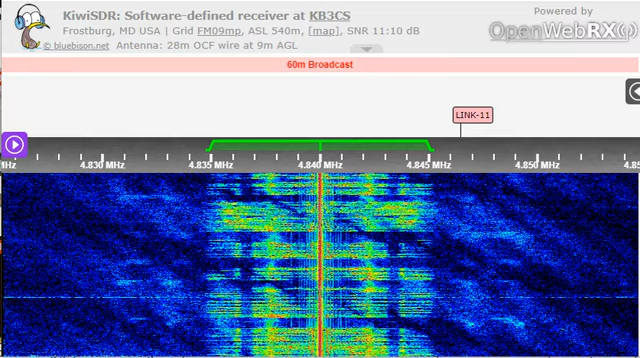 KiwiSDR: Software-defined receiver at KB3CS
Frostburg, MD USA | Grid FM09mp, ASL 540m, [map], SNR 11:10 dB
© bluebison.net Antenna: 28m OCF wire at 9m AGL
Powered by
OpenWebRX
60m Broadcast
LINK-11
4.830 MHz 4.835 MHz 4.840 MHz 4.845 MHz 4.850 MHz